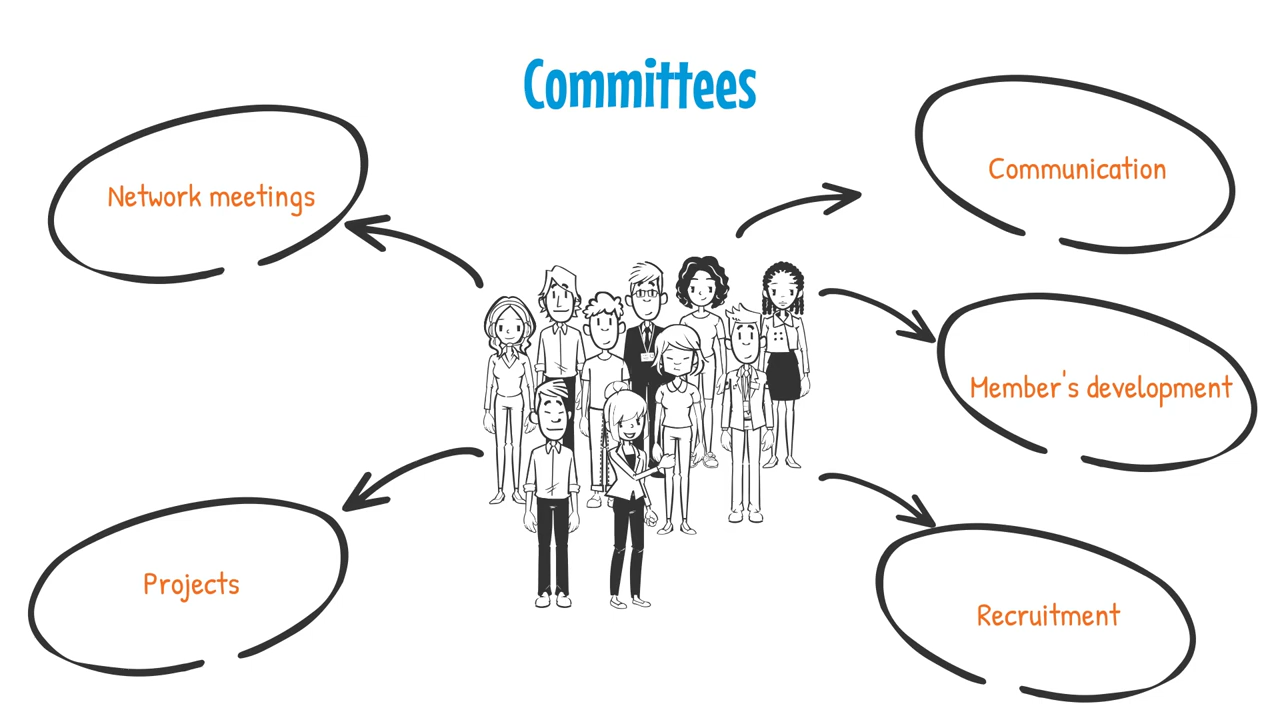 Committees
Network meetings
Communication
Member's development
Projects
Recruitment